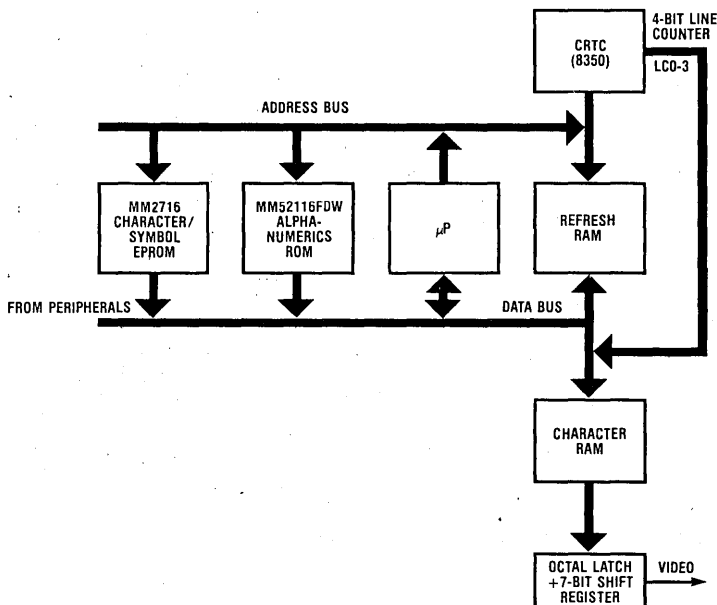 CRTC
(8350)
4-BIT LINE
COUNTER
LC0-3
ADDRESS BUS
MM2716
CHARACTER/
SYMBOL
EPROM
MM52116FDW
ALPHA-
NUMERICS
ROM
μP
REFRESH
RAM
FROM PERIPHERALS
DATA BUS
CHARACTER
RAM
OCTAL LATCH
+7-BIT SHIFT
REGISTER
VIDEO